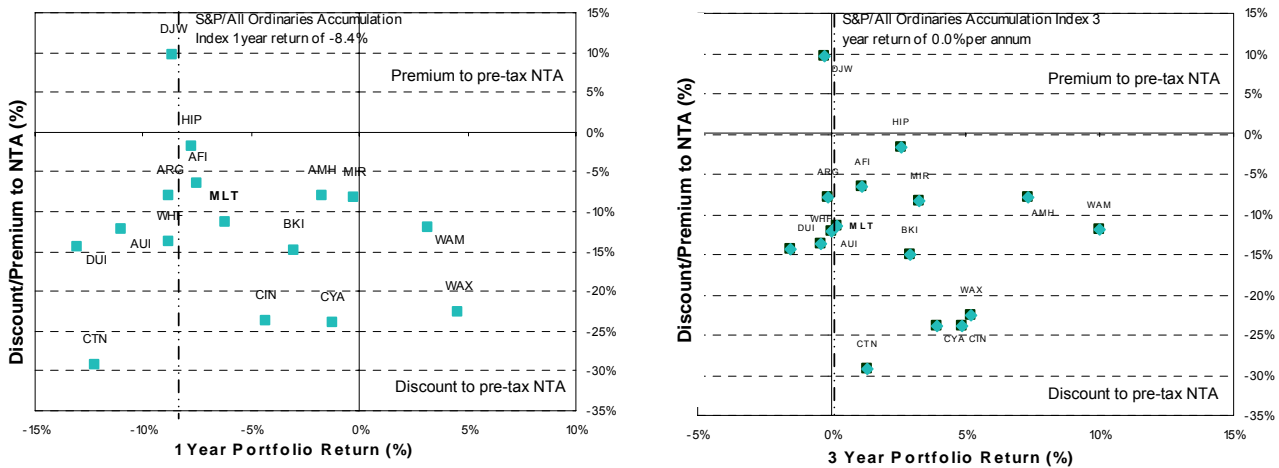 S&P/All Ordinaries Accumulation
Index 1year return of -8.4%
Premium to pre-tax NTA
Discount to pre-tax NTA
Discount/Premium to NTA (%)
15%
10%
5%
0%
-5%
-10%
-15%
-20%
-25%
-30%
-35%
DJW
HIP
AFI
ARG
MLT
AMH
MIR
WHF
BKI
WAM
AUI
DUI
CIN
CYA
WAX
CTN
-15%
-10%
-5%
0%
5%
10%
1 Year Portfolio Return (%)
S&P/All Ordinaries Accumulation Index 3
year return of 0.0%per annum
Premium to pre-tax NTA
Discount to pre-tax NTA
Discount/Premium to NTA (%)
15%
10%
5%
0%
-5%
-10%
-15%
-20%
-25%
-30%
-35%
DJW
HIP
AFI
ARG
MIR
AMH
WAM
WHF
DUI
MLT
BKI
AUI
WAX
CYA CIN
CTN
-5%
0%
5%
10%
15%
3 Year Portfolio Return (%)